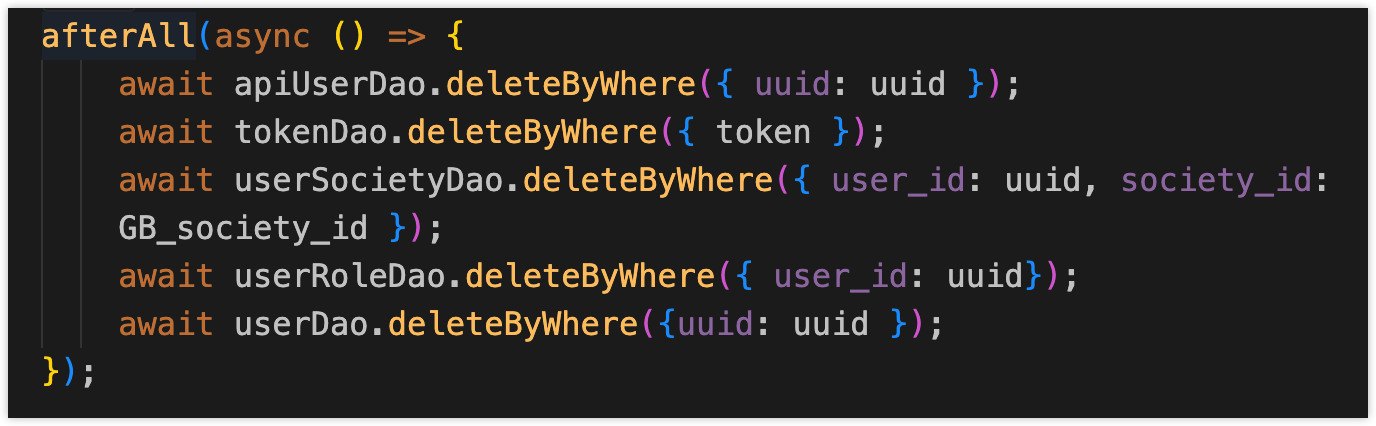 afterAll(async () => {
await apiUserDao.deleteByWhere({ uuid: uuid });
await tokenDao.deleteByWhere({ token });
await userSocietyDao.deleteByWhere({ user_id: uuid, society_id:
GB_society_id });
await userRoleDao.deleteByWhere({ user_id: uuid});
await userDao.deleteByWhere({uuid: uuid });
});